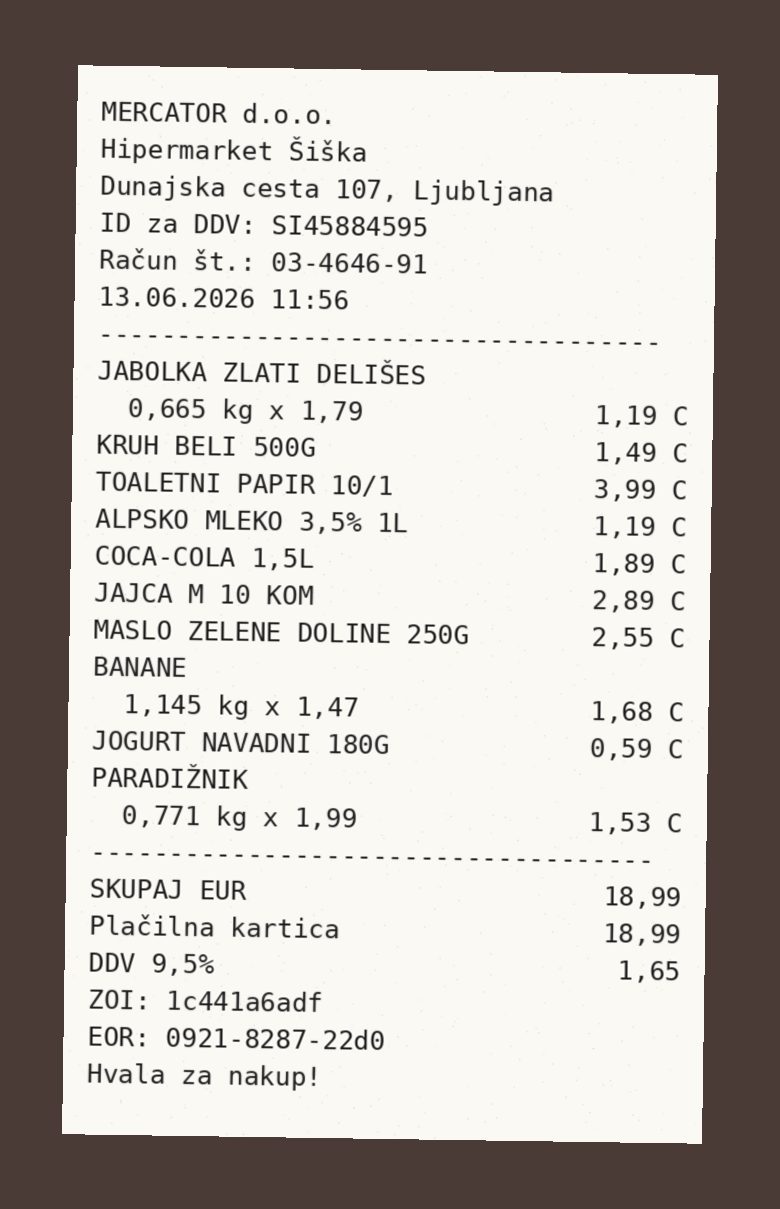 MERCATOR d.o.o.
Hipermarket Šiška
Dunajska cesta 107, Ljubljana
ID za DDV: SI45884595
Račun št.: 03-4646-91
13.06.2026 11:56
------------------------------------
JABOLKA ZLATI DELIŠES
0,665 kg x 1,79 1,19 C
KRUH BELI 500G 1,49 C
TOALETNI PAPIR 10/1 3,99 C
ALPSKO MLEKO 3,5% 1L 1,19 C
COCA-COLA 1,5L 1,89 C
JAJCA M 10 KOM 2,89 C
MASLO ZELENE DOLINE 250G 2,55 C
BANANE
1,145 kg x 1,47 1,68 C
JOGURT NAVADNI 180G 0,59 C
PARADIŽNIK
0,771 kg x 1,99 1,53 C
------------------------------------
SKUPAJ EUR 18,99
Plačilna kartica 18,99
DDV 9,5% 1,65
ZOI: 1c441a6adf
EOR: 0921-8287-22d0
Hvala za nakup!